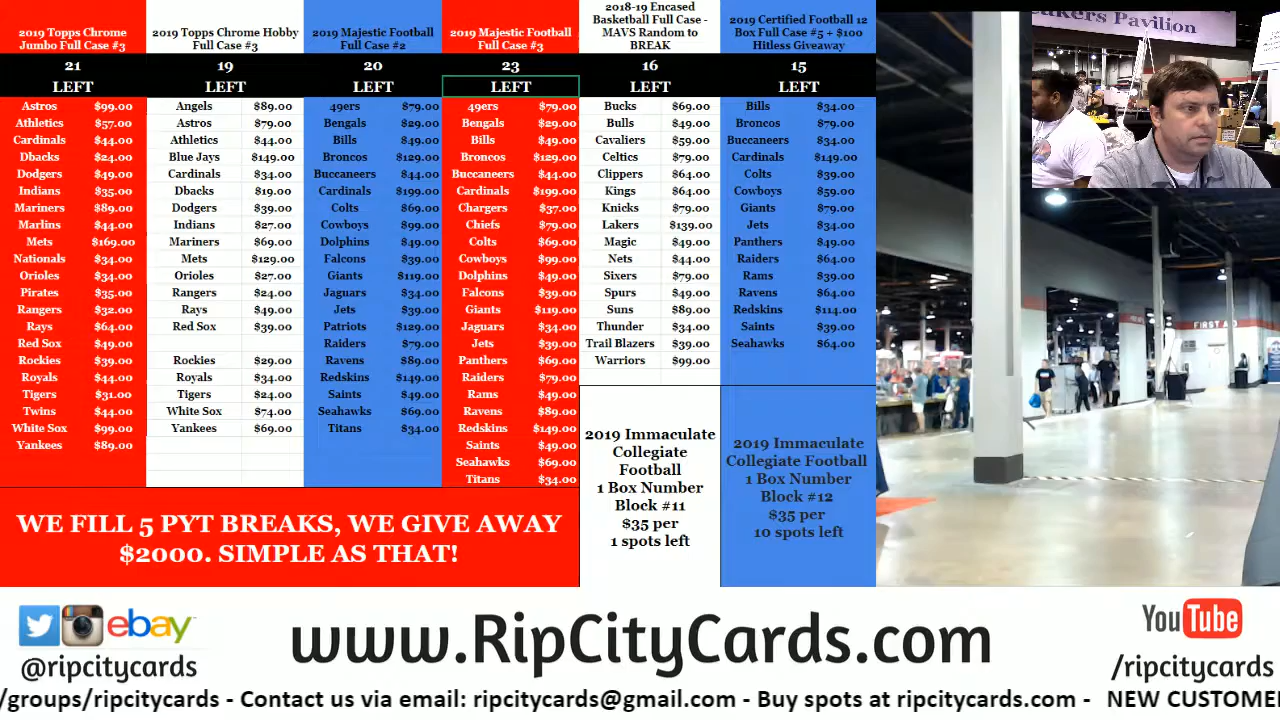 2019 Topps Chrome
Jumbo Full Case #3
21
LEFT
Astros $99.00
Athletics $57.00
Cardinals $44.00
Dbacks $24.00
Dodgers $49.00
Indians $35.00
Mariners $89.00
Marlins $44.00
Mets $169.00
Nationals $34.00
Orioles $34.00
Pirates $35.00
Rangers $32.00
Rays $64.00
Red Sox $49.00
Rockies $39.00
Royals $44.00
Tigers $31.00
Twins $44.00
White Sox $99.00
Yankees $89.00
2019 Topps Chrome Hobby
Full Case #3
19
LEFT
Angels $89.00
Astros $79.00
Athletics $44.00
Blue Jays $149.00
Cardinals $34.00
Dbacks $19.00
Dodgers $39.00
Indians $27.00
Mariners $69.00
Mets $129.00
Orioles $27.00
Rangers $24.00
Rays $49.00
Red Sox $39.00
Rockies $29.00
Royals $34.00
Tigers $24.00
White Sox $74.00
Yankees $69.00
2019 Majestic Football
Full Case #2
20
LEFT
49ers $79.00
Bengals $29.00
Bills $49.00
Broncos $129.00
Buccaneers $44.00
Cardinals $199.00
Colts $69.00
Cowboys $99.00
Dolphins $49.00
Falcons $39.00
Giants $119.00
Jaguars $34.00
Jets $39.00
Patriots $129.00
Raiders $79.00
Ravens $89.00
Redskins $149.00
Saints $49.00
Seahawks $69.00
Titans $34.00
2019 Majestic Football
Full Case #3
23
LEFT
49ers $79.00
Bengals $29.00
Bills $49.00
Broncos $129.00
Buccaneers $44.00
Cardinals $199.00
Chargers $37.00
Chiefs $79.00
Colts $69.00
Cowboys $99.00
Dolphins $49.00
Falcons $39.00
Giants $119.00
Jaguars $34.00
Jets $39.00
Panthers $69.00
Raiders $79.00
Rams $49.00
Ravens $89.00
Redskins $149.00
Saints $49.00
Seahawks $69.00
Titans $34.00
2018-19 Encased
Basketball Full Case -
MAVS Random to
BREAK
16
LEFT
Bucks $69.00
Bulls $49.00
Cavaliers $59.00
Celtics $79.00
Clippers $64.00
Kings $64.00
Knicks $79.00
Lakers $139.00
Magic $49.00
Nets $44.00
Sixers $79.00
Spurs $49.00
Suns $89.00
Thunder $34.00
Trail Blazers $39.00
Warriors $99.00
2019 Immaculate
Collegiate
Football
1 Box Number
Block #11
$35 per
1 spots left
2019 Certified Football 12
Box Full Case #5 + $100
Hitless Giveaway
15
LEFT
Bills $34.00
Broncos $79.00
Buccaneers $34.00
Cardinals $149.00
Colts $39.00
Cowboys $59.00
Giants $79.00
Jets $34.00
Panthers $49.00
Raiders $64.00
Rams $39.00
Ravens $64.00
Redskins $114.00
Saints $39.00
Seahawks $64.00
2019 Immaculate
Collegiate Football
1 Box Number
Block #12
$35 per
10 spots left
WE FILL 5 PYT BREAKS, WE GIVE AWAY
$2000. SIMPLE AS THAT!
Pavilion
FIRST AID
ebay
@ripcitycards
www.RipCityCards.com
YouTube
/ripcitycards
/groups/ripcitycards - Contact us via email: ripcitycards@gmail.com - Buy spots at ripcitycards.com - NEW CUSTOME